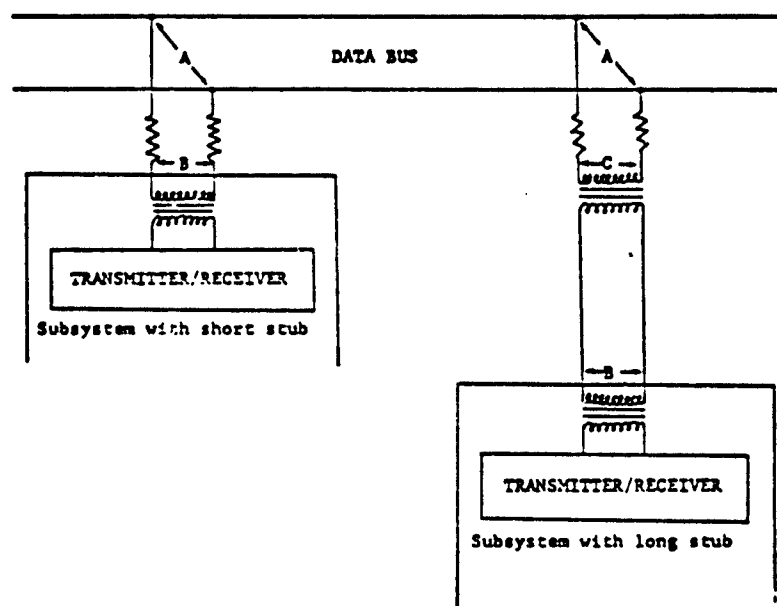 A
DATA BUS
A
B
C
TRANSMITTER/RECEIVER
Subsystem with short stub
B
TRANSMITTER/RECEIVER
Subsystem with long stub